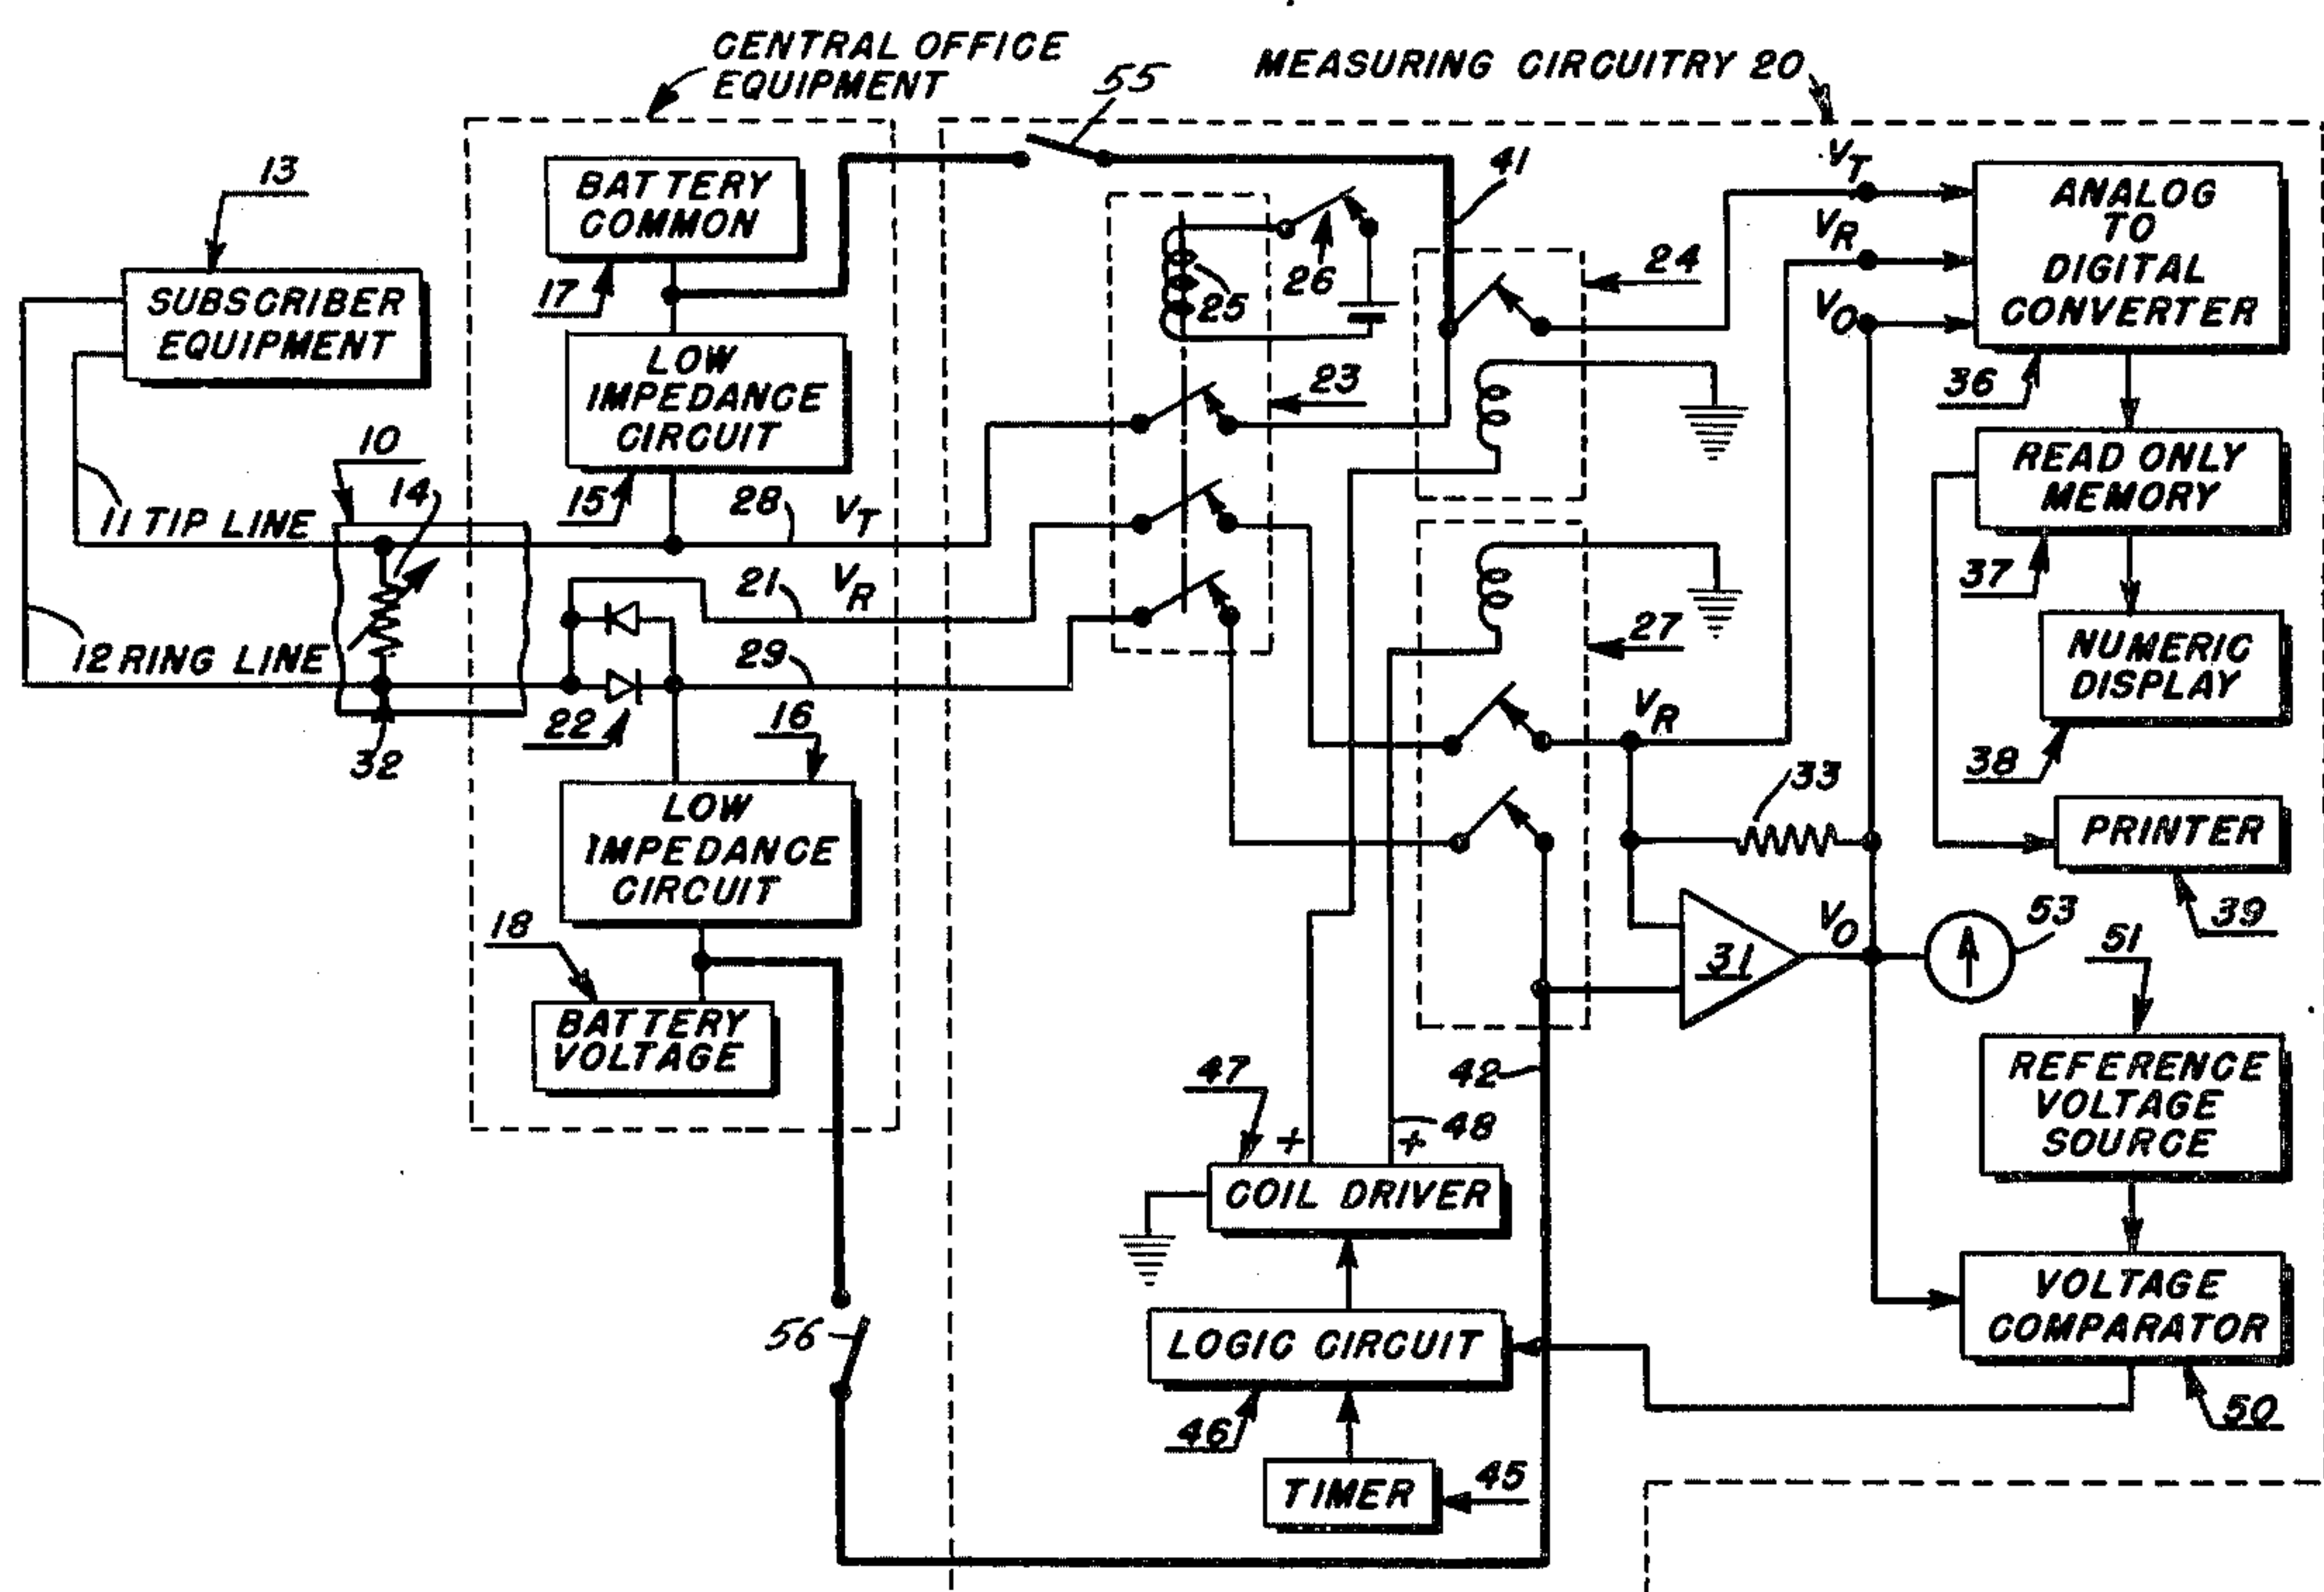 CENTRAL OFFICE
EQUIPMENT
55
MEASURING CIRCUITRY 20
13
BATTERY
COMMON
17
41
VT
VR
VO
ANALOG
TO
DIGITAL
CONVERTER
36
SUBSCRIBER
EQUIPMENT
LOW
IMPEDANCE
CIRCUIT
15
25
26
24
23
10
14
11 TIP LINE
28
VT
READ ONLY
MEMORY
37
21
VR
12 RING LINE
29
27
NUMERIC
DISPLAY
38
32
22
16
VR
33
LOW
IMPEDANCE
CIRCUIT
PRINTER
39
18
31
VO
53
51
BATTERY
VOLTAGE
REFERENCE
VOLTAGE
SOURCE
47
42
48
+
+
COIL DRIVER
56
LOGIC CIRCUIT
46
VOLTAGE
COMPARATOR
50
TIMER
45